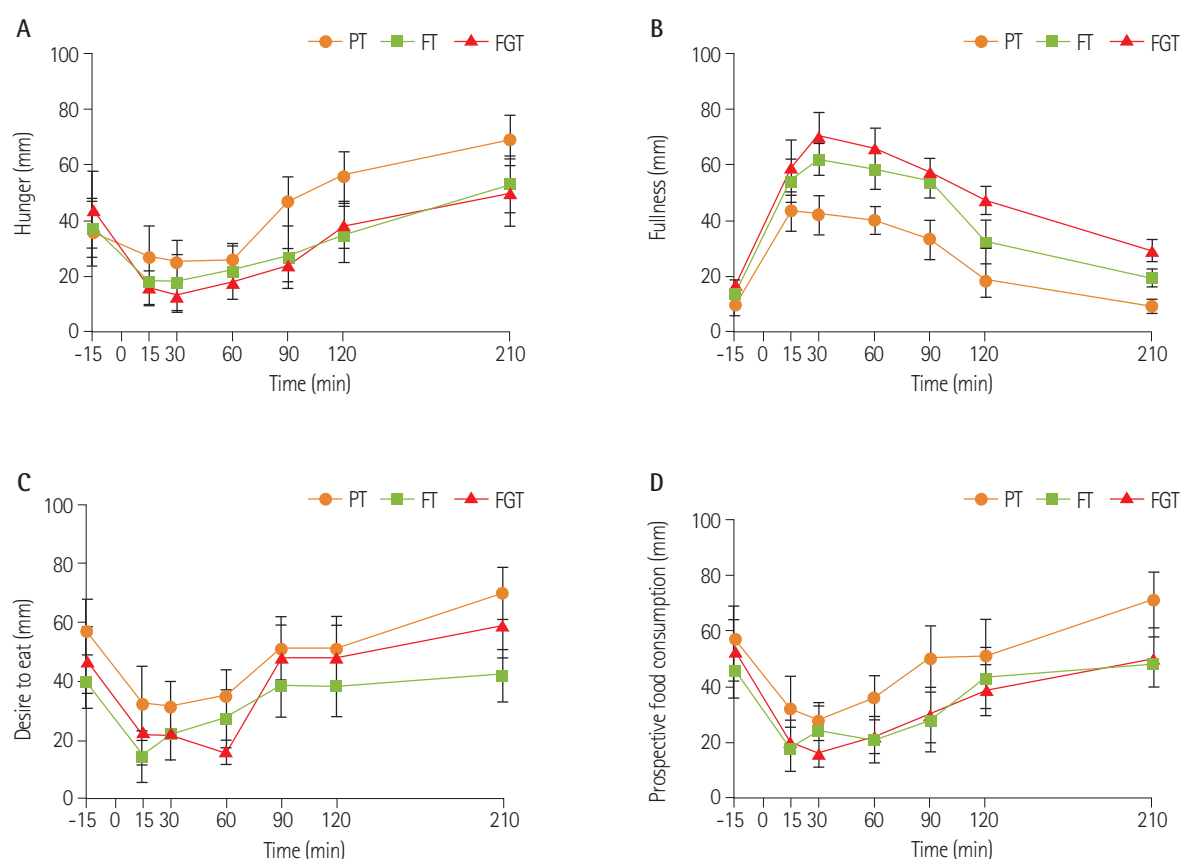 A
PT FT FGT
100
80
60
40
20
0
Hunger (mm)
-15 0 15 30 60 90 120 210
Time (min)
B
PT FT FGT
100
80
60
40
20
0
Fullness (mm)
-15 0 15 30 60 90 120 210
Time (min)
C
PT FT FGT
100
80
60
40
20
0
Desire to eat (mm)
-15 0 15 30 60 90 120 210
Time (min)
D
PT FT FGT
100
80
60
40
20
0
Prospective food consumption (mm)
-15 0 15 30 60 90 120 210
Time (min)